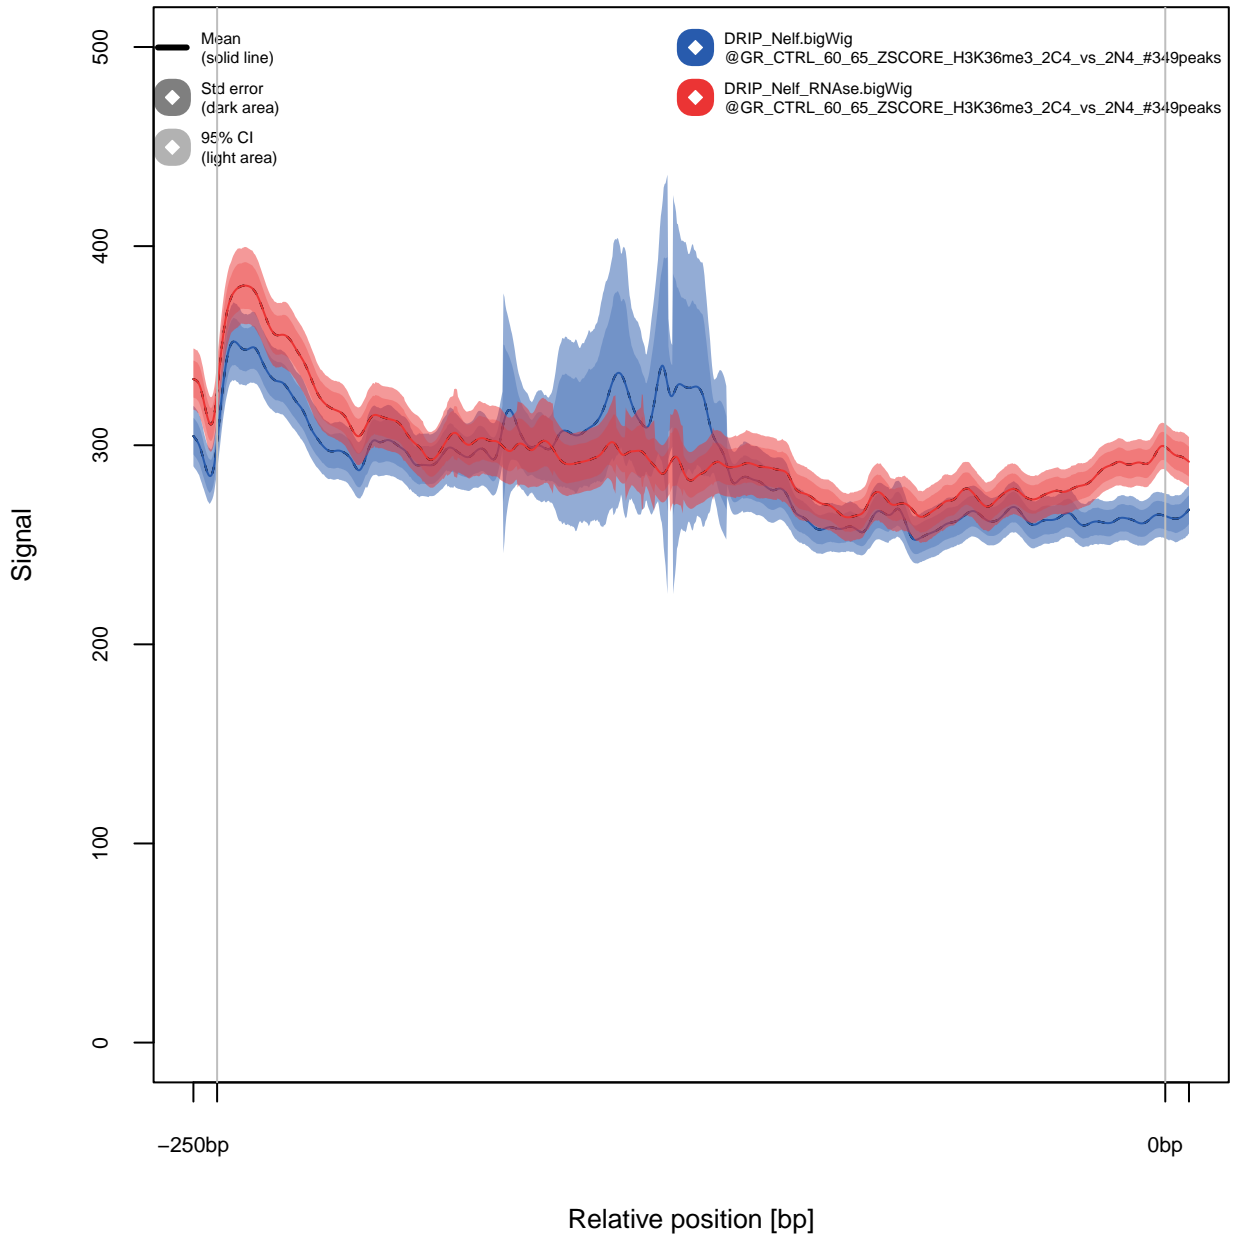 Mean
(solid line)
Std error
(dark area)
95% CI
(light area)
DRIP_Nelf.bigWig
@GR_CTRL_60_65_ZSCORE_H3K36me3_2C4_vs_2N4_#349peaks
DRIP_Nelf_RNAse.bigWig
@GR_CTRL_60_65_ZSCORE_H3K36me3_2C4_vs_2N4_#349peaks
500
400
300
200
100
0
Signal
−250bp
0bp
Relative position [bp]